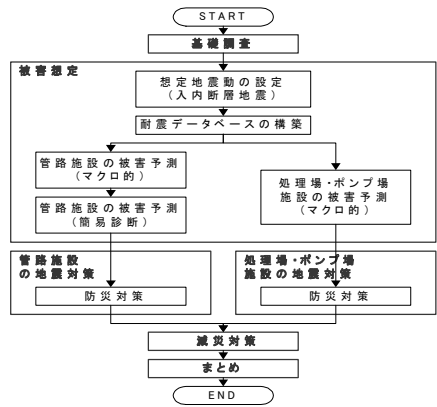 START
基礎調査
被害想定
想定地震動の設定
(入内断層地震)
耐震データベースの構築
管路施設の被害予測
(マクロ的)
処理場・ポンプ場
施設の被害予測
(マクロ的)
管路施設の被害予測
(簡易診断)
管路施設
の地震対策
処理場・ポンプ場
施設の地震対策
防災対策
防災対策
減災対策
まとめ
END